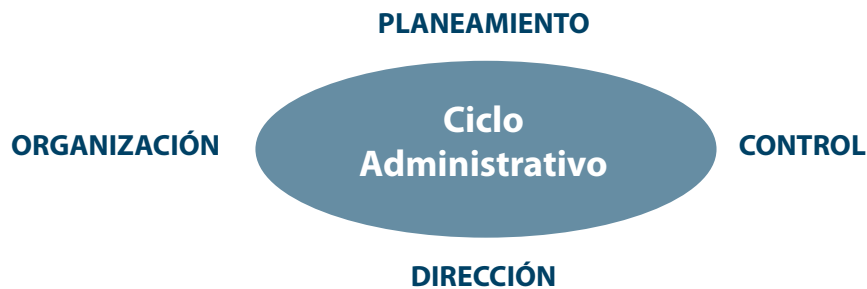 PLANEAMIENTO
ORGANIZACIÓN
Ciclo
Administrativo
CONTROL
DIRECCIÓN